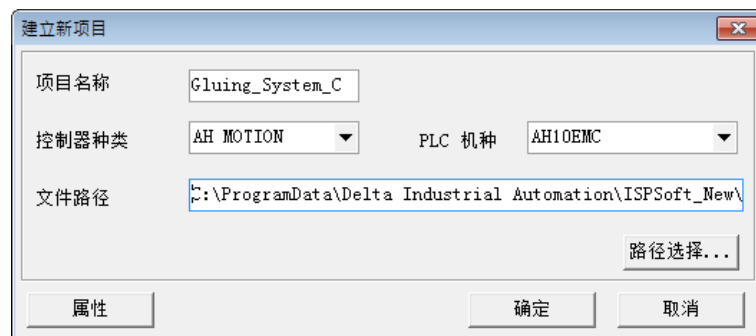 建立新项目
项目名称 Gluing_System_C
控制器种类 AH MOTION PLC 机种 AH10EMC
文件路径 C:\ProgramData\Delta Industrial Automation\ISPSoft_New\
路径选择...
属性 确定 取消